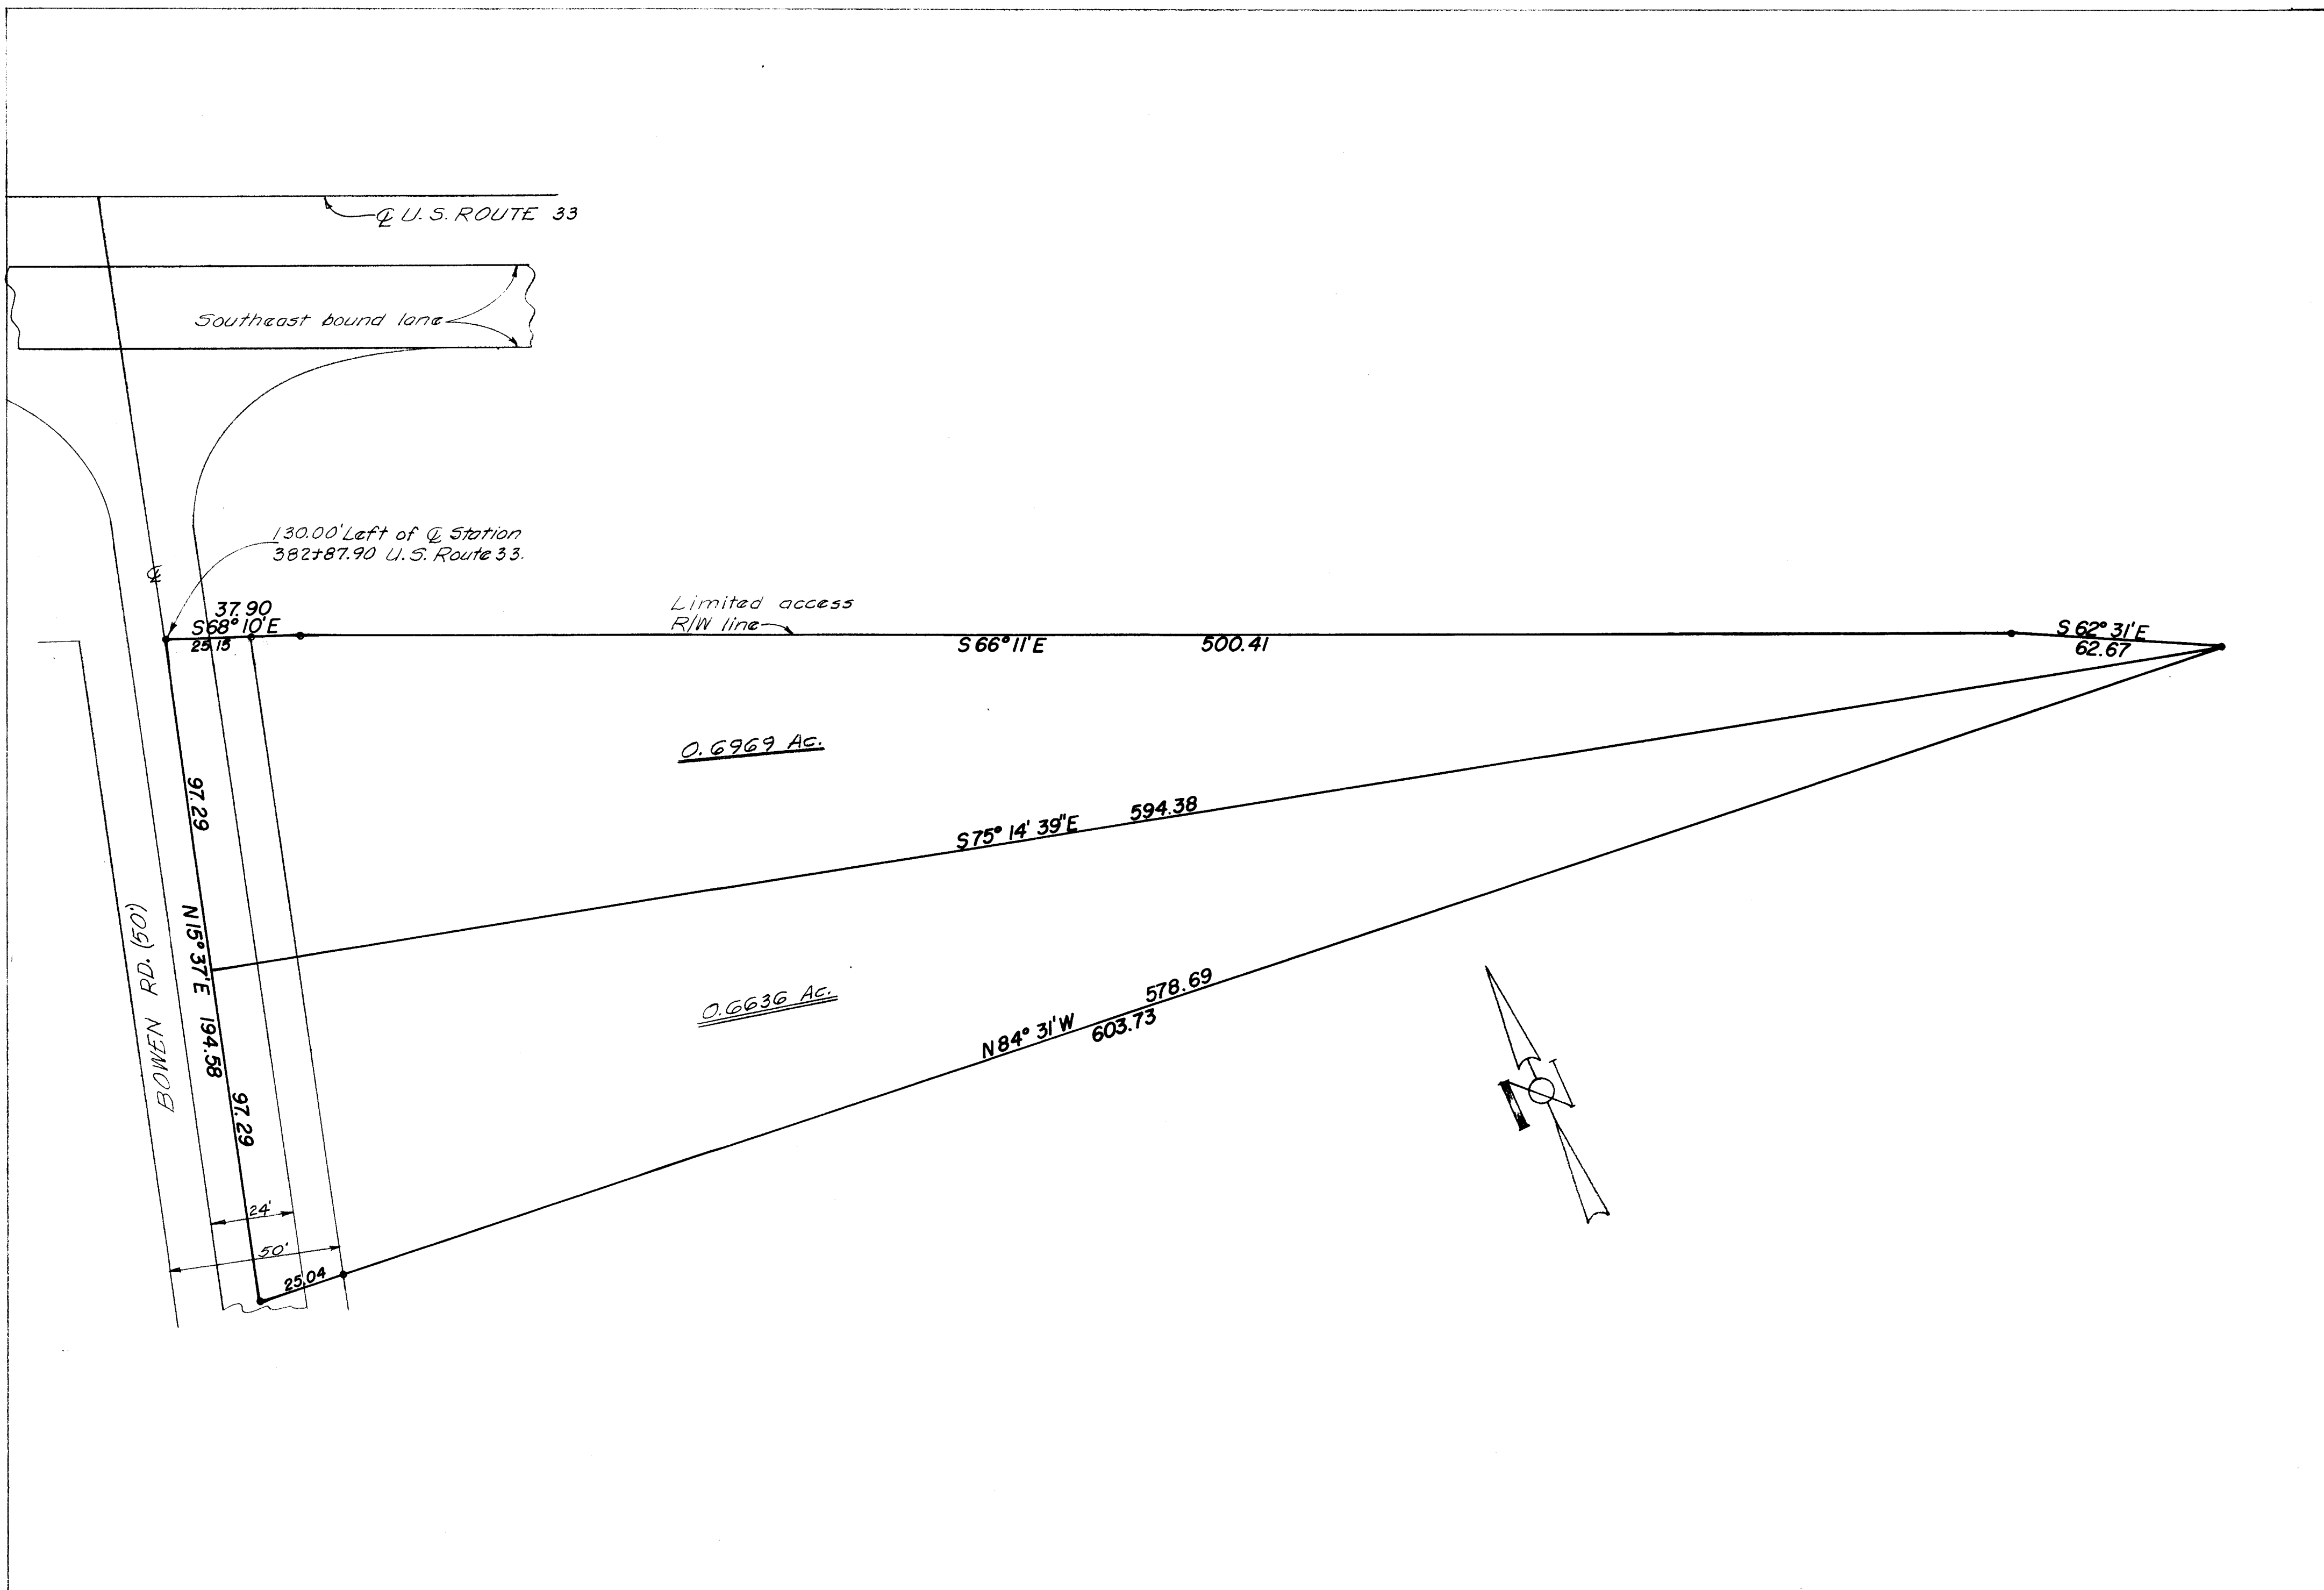 ℄ U.S. ROUTE 33
Southeast bound lane
130.00' Left of ℄ Station
382+87.90 U.S. Route 33.
℄
37.90
S68° 10'E
25.15
Limited access
R/W line
S 66° 11' E 500.41
S 62° 31' E
62.67
0.6969 Ac.
97.29
S75° 14' 39"E 594.38
BOWEN RD. (50')
N 15° 37' E 194.58
0.6636 Ac.
578.69
N 84° 31' W 603.73
97.29
24'
50'
25.04
N